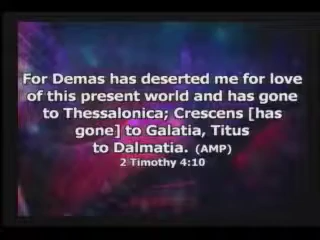 For Demas has deserted me for love
of this present world and has gone
to Thessalonica; Crescens [has
gone] to Galatia, Titus
to Dalmatia. (AMP)
2 Timothy 4:10